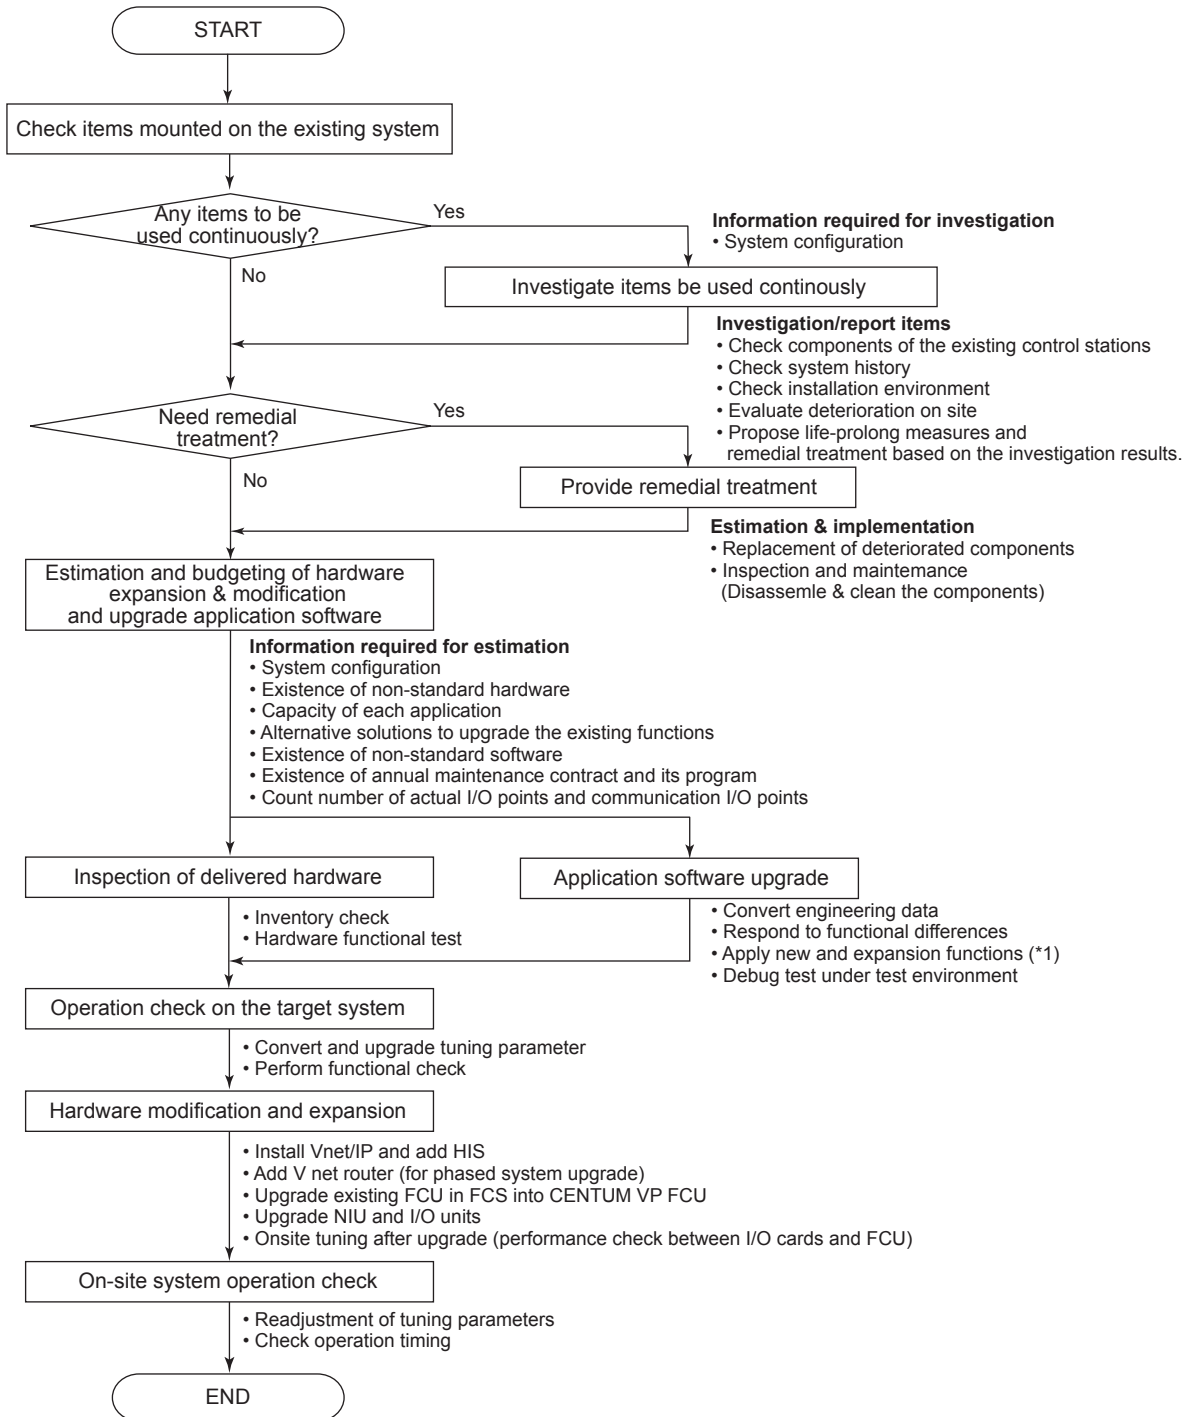 START
Check items mounted on the existing system
Any items to be
used continuously?
Yes
No
Information required for investigation
• System configuration
Investigate items be used continously
Investigation/report items
• Check components of the existing control stations
• Check system history
• Check installation environment
• Evaluate deterioration on site
• Propose life-prolong measures and
remedial treatment based on the investigation results.
Need remedial
treatment?
Yes
No
Provide remedial treatment
Estimation & implementation
• Replacement of deteriorated components
• Inspection and maintemance
(Disassemle & clean the components)
Estimation and budgeting of hardware
expansion & modification
and upgrade application software
Information required for estimation
• System configuration
• Existence of non-standard hardware
• Capacity of each application
• Alternative solutions to upgrade the existing functions
• Existence of non-standard software
• Existence of annual maintenance contract and its program
• Count number of actual I/O points and communication I/O points
Inspection of delivered hardware
• Inventory check
• Hardware functional test
Application software upgrade
• Convert engineering data
• Respond to functional differences
• Apply new and expansion functions (*1)
• Debug test under test environment
Operation check on the target system
• Convert and upgrade tuning parameter
• Perform functional check
Hardware modification and expansion
• Install Vnet/IP and add HIS
• Add V net router (for phased system upgrade)
• Upgrade existing FCU in FCS into CENTUM VP FCU
• Upgrade NIU and I/O units
• Onsite tuning after upgrade (performance check between I/O cards and FCU)
On-site system operation check
• Readjustment of tuning parameters
• Check operation timing
END